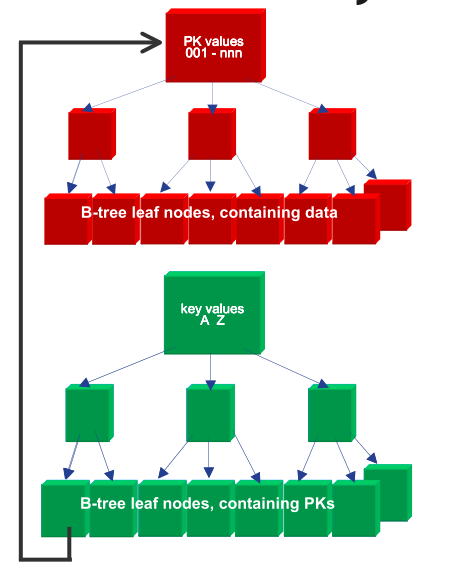 PK values
001 - nnn
B-tree leaf nodes, containing data
key values
A Z
B-tree leaf nodes, containing PKs